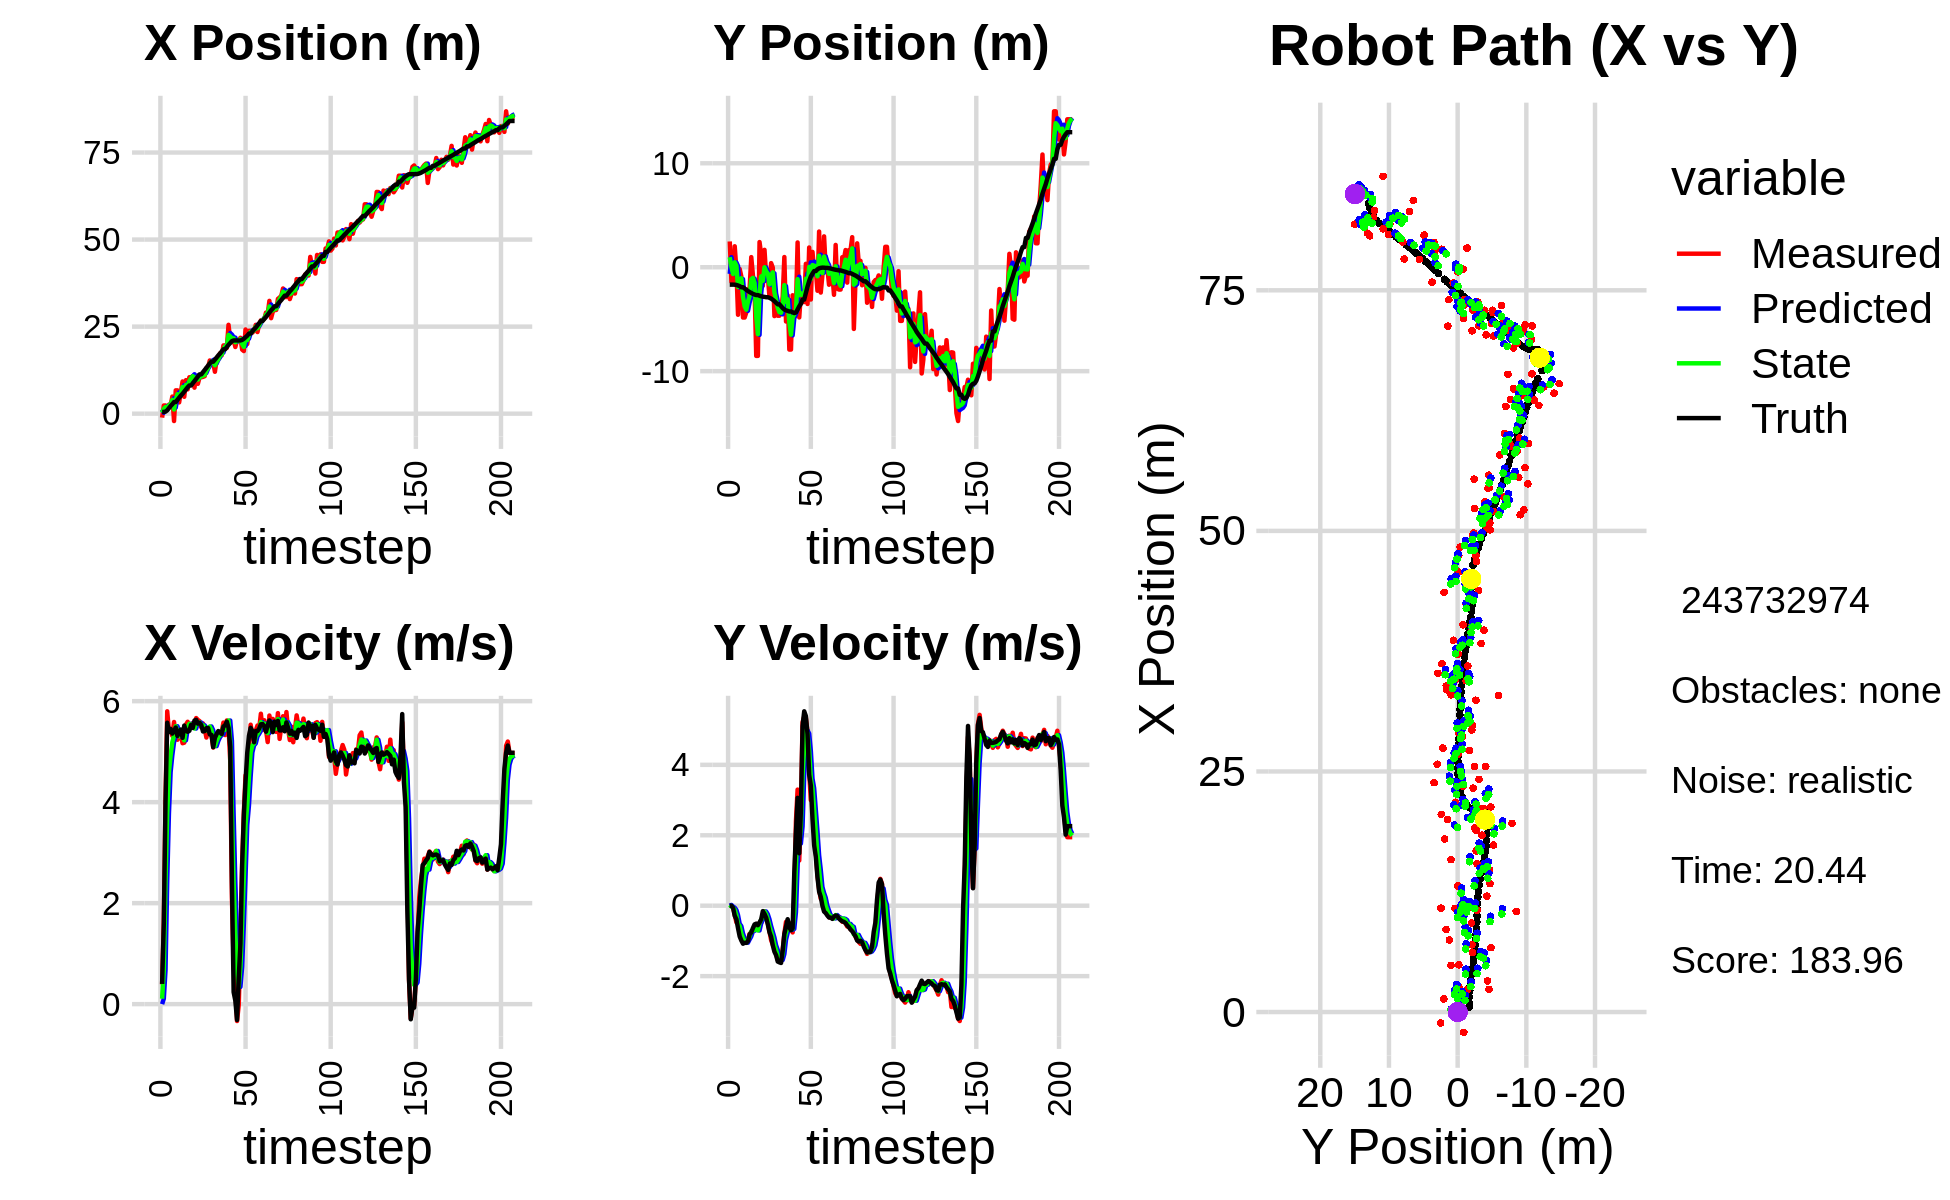 X Position (m)
75
50
25
0
0 50 100 150 200
timestep
Y Position (m)
10
0
-10
0 50 100 150 200
timestep
X Velocity (m/s)
6
4
2
0
0 50 100 150 200
timestep
Y Velocity (m/s)
4
2
0
-2
0 50 100 150 200
timestep
Robot Path (X vs Y)
X Position (m)
75
50
25
0
20 10 0 -10 -20
Y Position (m)
variable
Measured
Predicted
State
Truth
243732974
Obstacles: none
Noise: realistic
Time: 20.44
Score: 183.96